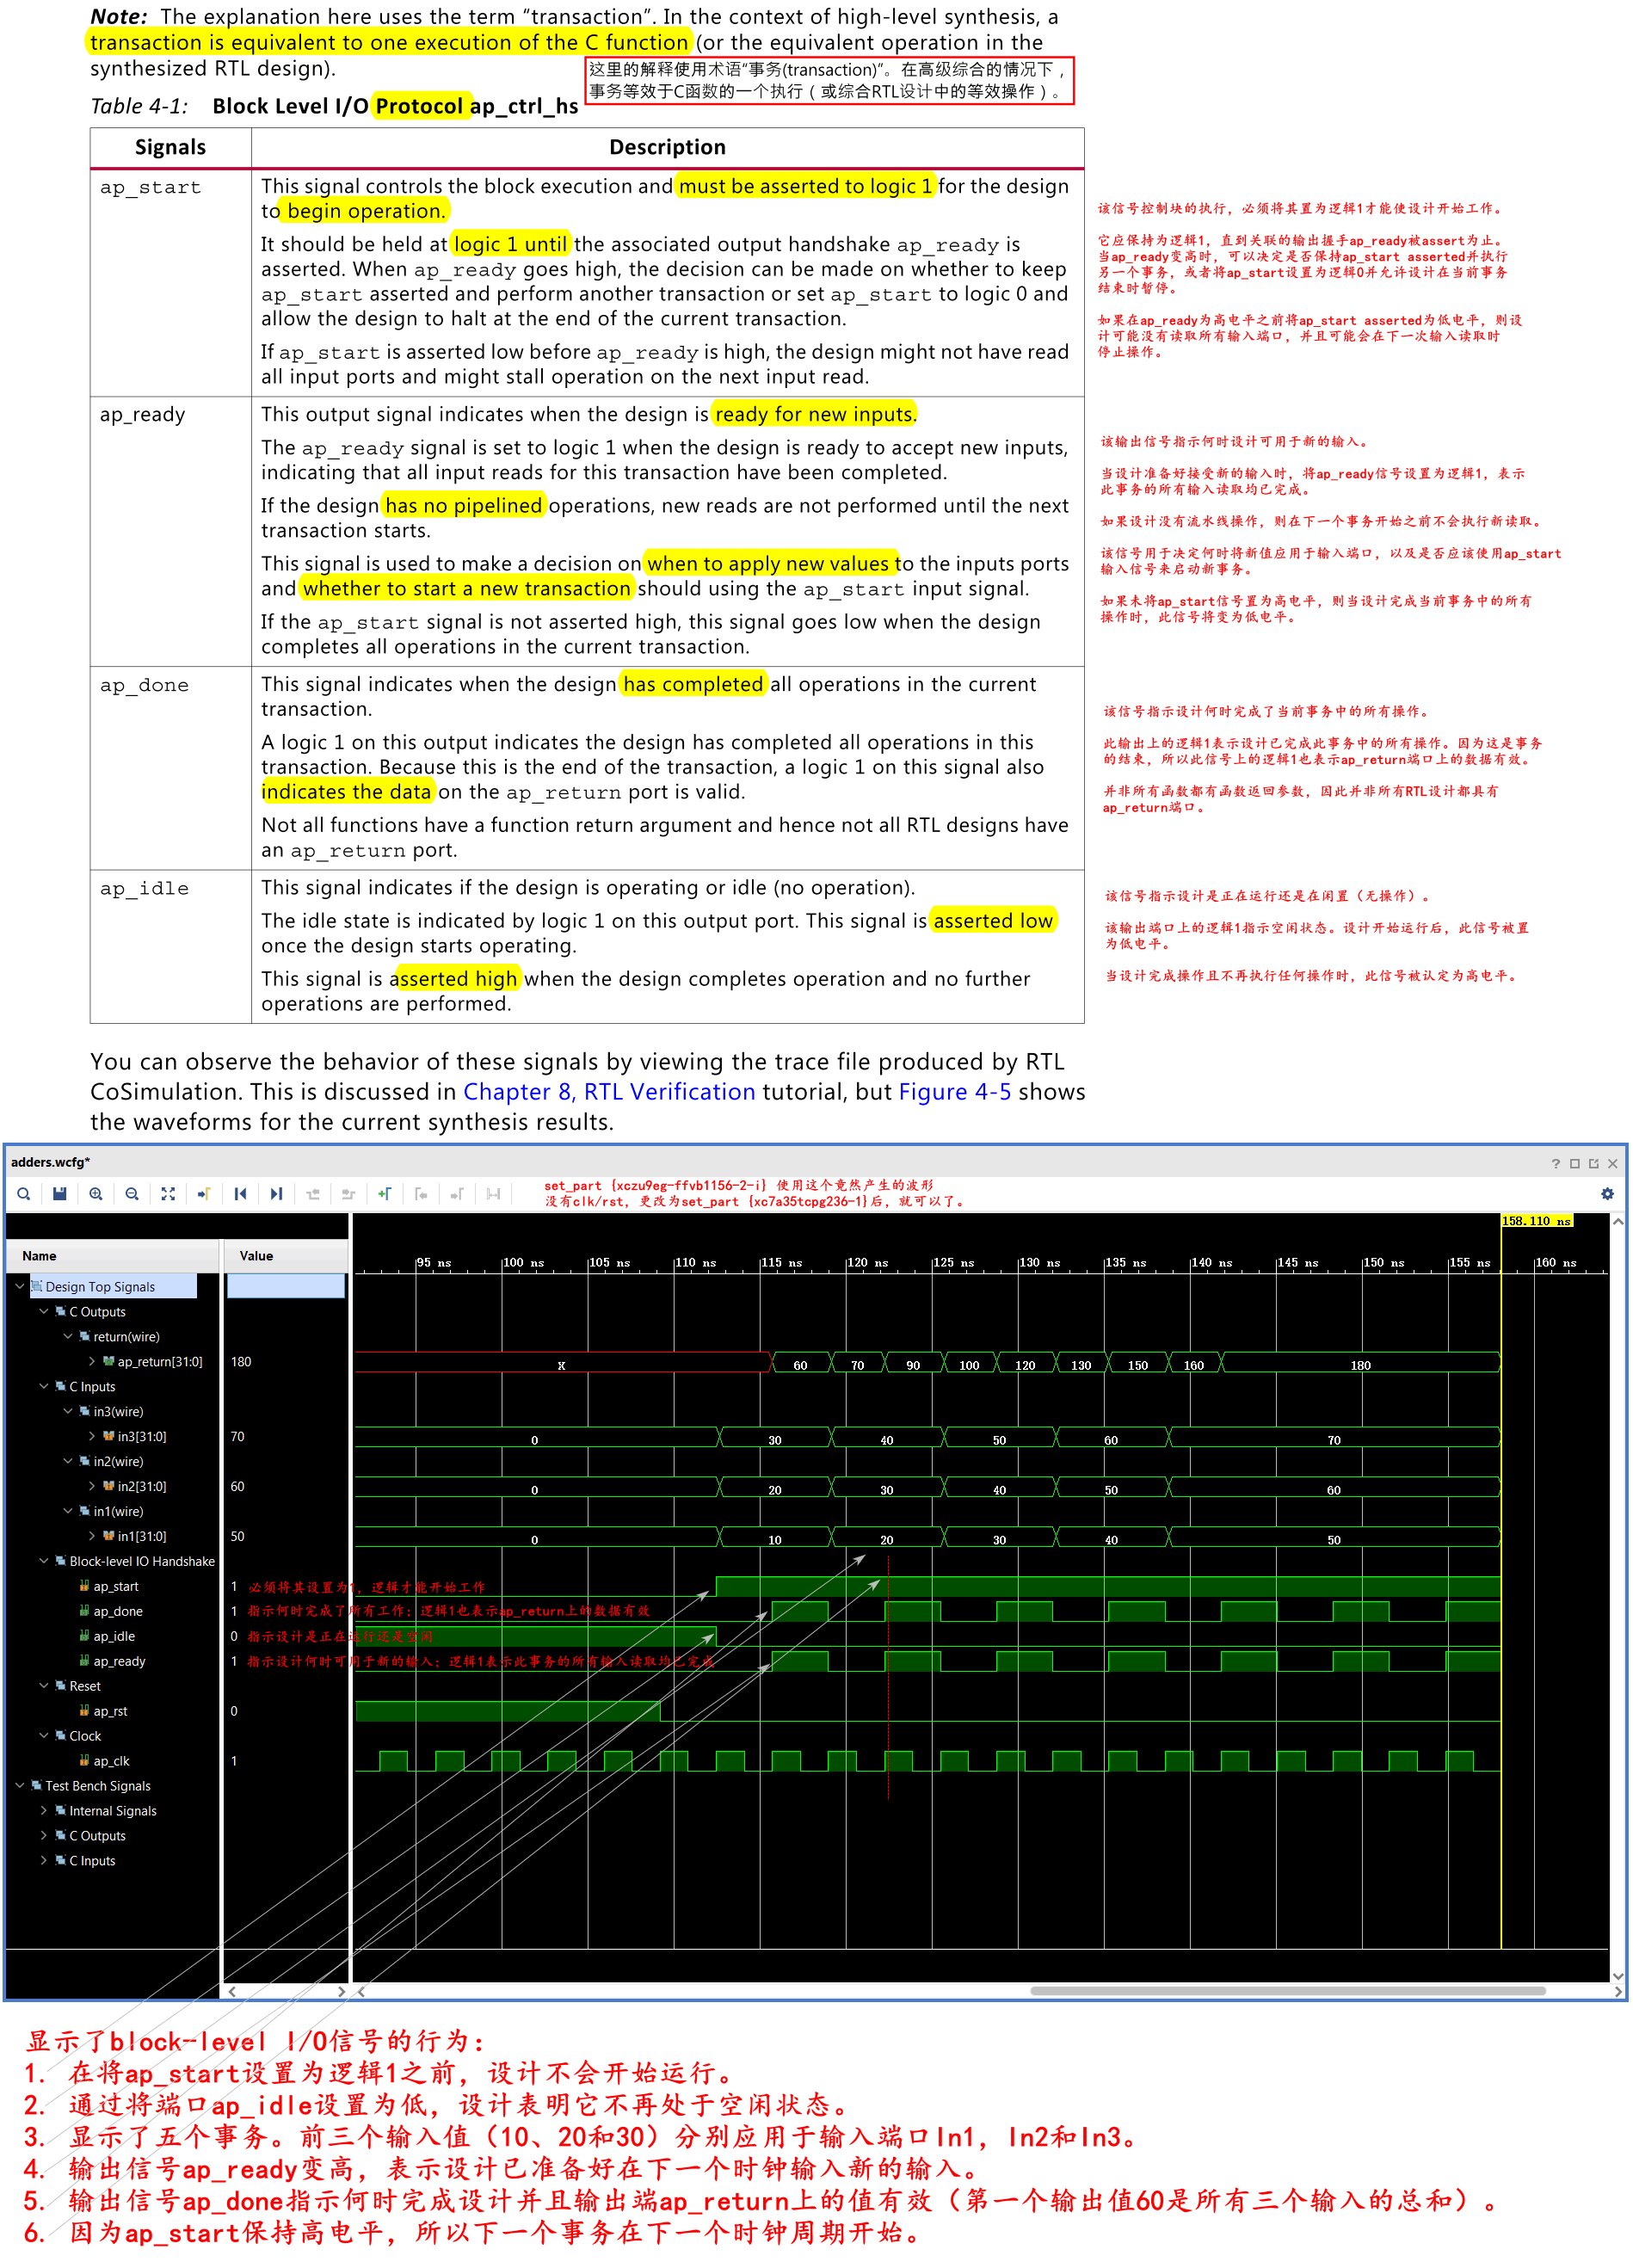 Note: The explanation here uses the term “transaction”. In the context of high-level synthesis, a
transaction is equivalent to one execution of the C function (or the equivalent operation in the
synthesized RTL design).
这里的解释使用术语“事务(transaction)”。在高级综合的情况下，
事务等效于C函数的一个执行（或综合RTL设计中的等效操作）。
Table 4-1: Block Level I/O Protocol ap_ctrl_hs
Signals Description
ap_start
This signal controls the block execution and must be asserted to logic 1 for the design
to begin operation.
It should be held at logic 1 until the associated output handshake ap_ready is
asserted. When ap_ready goes high, the decision can be made on whether to keep
ap_start asserted and perform another transaction or set ap_start to logic 0 and
allow the design to halt at the end of the current transaction.
If ap_start is asserted low before ap_ready is high, the design might not have read
all input ports and might stall operation on the next input read.
该信号控制块的执行，必须将其置为逻辑1才能使设计开始工作。
它应保持为逻辑1，直到关联的输出握手ap_ready被assert为止。
当ap_ready变高时，可以决定是否保持ap_start asserted并执行
另一个事务，或者将ap_start设置为逻辑0并允许设计在当前事务
结束时暂停。
如果在ap_ready为高电平之前将ap_start asserted为低电平，则设
计可能没有读取所有输入端口，并且可能会在下一次输入读取时
停止操作。
ap_ready
This output signal indicates when the design is ready for new inputs.
The ap_ready signal is set to logic 1 when the design is ready to accept new inputs,
indicating that all input reads for this transaction have been completed.
If the design has no pipelined operations, new reads are not performed until the next
transaction starts.
This signal is used to make a decision on when to apply new values to the inputs ports
and whether to start a new transaction should using the ap_start input signal.
If the ap_start signal is not asserted high, this signal goes low when the design
completes all operations in the current transaction.
该输出信号指示何时设计可用于新的输入。
当设计准备好接受新的输入时，将ap_ready信号设置为逻辑1，表示
此事务的所有输入读取均已完成。
如果设计没有流水线操作，则在下一个事务开始之前不会执行新读取。
该信号用于决定何时将新值应用于输入端口，以及是否应该使用ap_start
输入信号来启动新事务。
如果未将ap_start信号置为高电平，则当设计完成当前事务中的所有
操作时，此信号将变为低电平。
ap_done
This signal indicates when the design has completed all operations in the current
transaction.
A logic 1 on this output indicates the design has completed all operations in this
transaction. Because this is the end of the transaction, a logic 1 on this signal also
indicates the data on the ap_return port is valid.
Not all functions have a function return argument and hence not all RTL designs have
an ap_return port.
该信号指示设计何时完成了当前事务中的所有操作。
此输出上的逻辑1表示设计已完成此事务中的所有操作。因为这是事务
的结束，所以此信号上的逻辑1也表示ap_return端口上的数据有效。
并非所有函数都有函数返回参数，因此并非所有RTL设计都具有
ap_return端口。
ap_idle
This signal indicates if the design is operating or idle (no operation).
The idle state is indicated by logic 1 on this output port. This signal is asserted low
once the design starts operating.
This signal is asserted high when the design completes operation and no further
operations are performed.
该信号指示设计是正在运行还是在闲置（无操作）。
该输出端口上的逻辑1指示空闲状态。设计开始运行后，此信号被置
为低电平。
当设计完成操作且不再执行任何操作时，此信号被认定为高电平。
You can observe the behavior of these signals by viewing the trace file produced by RTL
CoSimulation. This is discussed in Chapter 8, RTL Verification tutorial, but Figure 4-5 shows
the waveforms for the current synthesis results.
adders.wcfg*
set_part {xczu9eg-ffvb1156-2-i} 使用这个竟然产生的波形
没有clk/rst，更改为set_part {xc7a35tcpg236-1}后，就可以了。
158.110 ns
Name Value
95 ns 100 ns 105 ns 110 ns 115 ns 120 ns 125 ns 130 ns 135 ns 140 ns 145 ns 150 ns 155 ns 160 ns
Design Top Signals
C Outputs
return(wire)
ap_return[31:0] 180 X 60 70 90 100 120 130 150 160 180
C Inputs
in3(wire)
in3[31:0] 70 0 30 40 50 60 70
in2(wire)
in2[31:0] 60 0 20 30 40 50 60
in1(wire)
in1[31:0] 50 0 10 20 30 40 50
Block-level IO Handshake
ap_start 1 必须将其设置为1，逻辑才能开始工作
ap_done 1 指示何时完成了所有工作；逻辑1也表示ap_return上的数据有效
ap_idle 0 指示设计是正在运行还是空闲
ap_ready 1 指示设计何时可用于新的输入；逻辑1表示此事务的所有输入读取均已完成
Reset
ap_rst 0
Clock
ap_clk 1
Test Bench Signals
Internal Signals
C Outputs
C Inputs
显示了block-level I/O信号的行为：
1. 在将ap_start设置为逻辑1之前，设计不会开始运行。
2. 通过将端口ap_idle设置为低，设计表明它不再处于空闲状态。
3. 显示了五个事务。前三个输入值（10、20和30）分别应用于输入端口In1，In2和In3。
4. 输出信号ap_ready变高，表示设计已准备好在下一个时钟输入新的输入。
5. 输出信号ap_done指示何时完成设计并且输出端ap_return上的值有效（第一个输出值60是所有三个输入的总和）。
6. 因为ap_start保持高电平，所以下一个事务在下一个时钟周期开始。